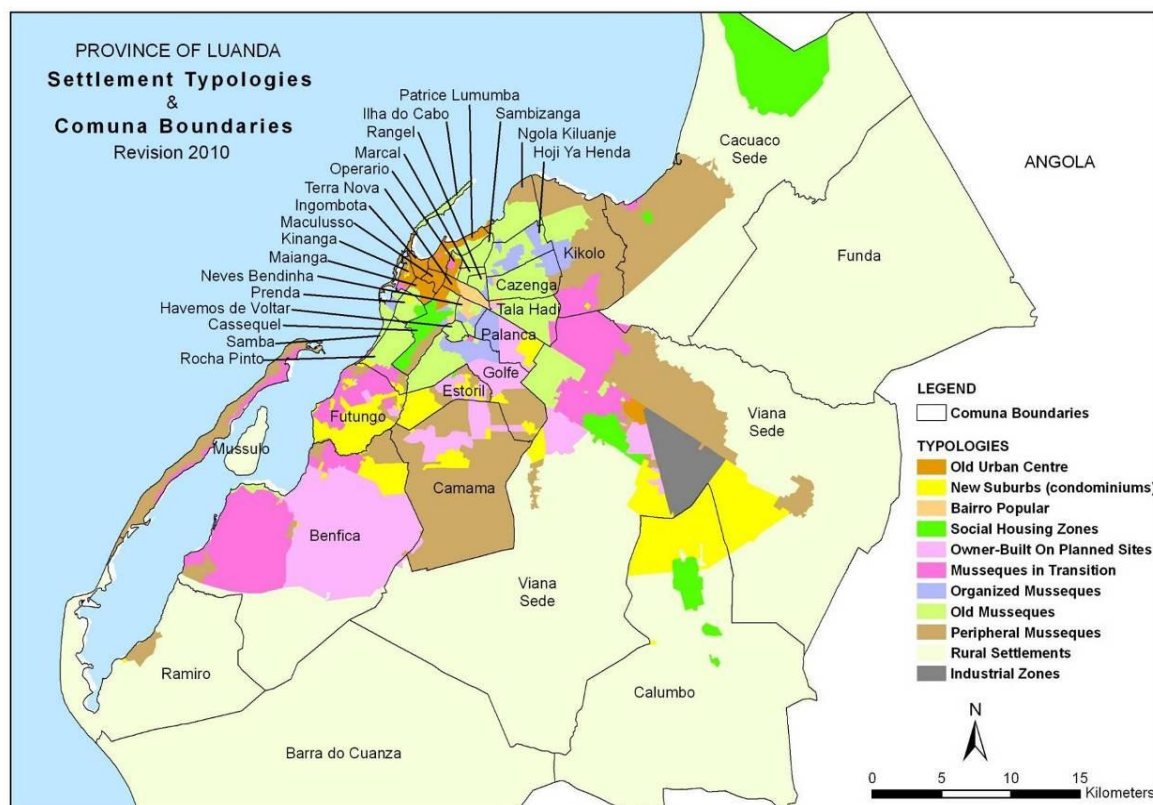 PROVINCE OF LUANDA
Settlement Typologies
&
Comuna Boundaries
Revision 2010
Patrice Lumumba
Ilha do Cabo
Sambizanga
Rangel
Ngola Kiluanje
Marcal
Hoji Ya Henda
Operario
Terra Nova
Ingombota
Maculusso
Kinanga
Maianga
Neves Bendinha
Prenda
Havemos de Voltar
Cassequel
Samba
Rocha Pinto
Cacuaco
Sede
ANGOLA
Funda
Kikolo
Cazenga
Tala Hadi
Palanca
Golfe
Estoril
Futungo
Mussulo
Camama
Benfica
Viana
Sede
Viana
Sede
Ramiro
Calumbo
Barra do Cuanza
LEGEND
Comuna Boundaries
TYPOLOGIES
Old Urban Centre
New Suburbs (condominiums)
Bairro Popular
Social Housing Zones
Owner-Built On Planned Sites
Musseques in Transition
Organized Musseques
Old Musseques
Peripheral Musseques
Rural Settlements
Industrial Zones
N
0 5 10 15
Kilometers